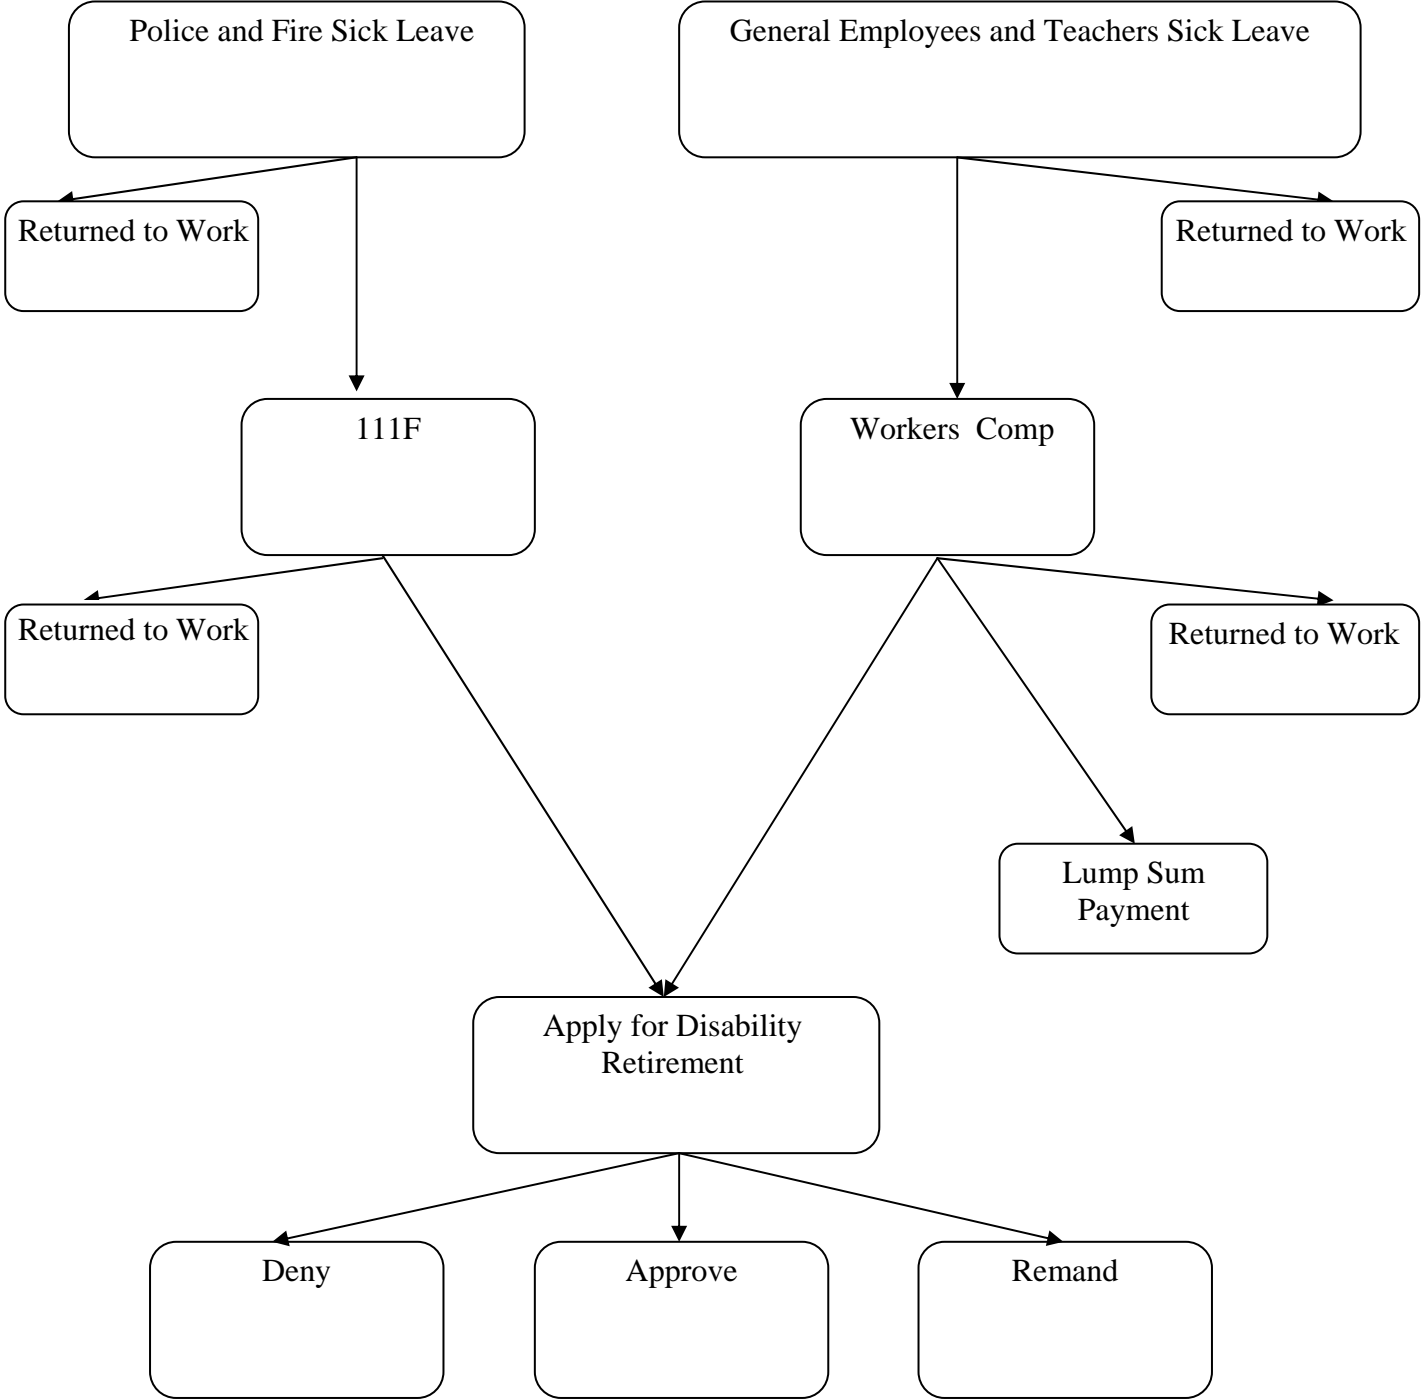 Police and Fire Sick Leave
General Employees and Teachers Sick Leave
Returned to Work
Returned to Work
111F
Workers  Comp
Returned to Work
Returned to Work
Lump Sum
Payment
Apply for Disability
Retirement
Deny
Approve
Remand